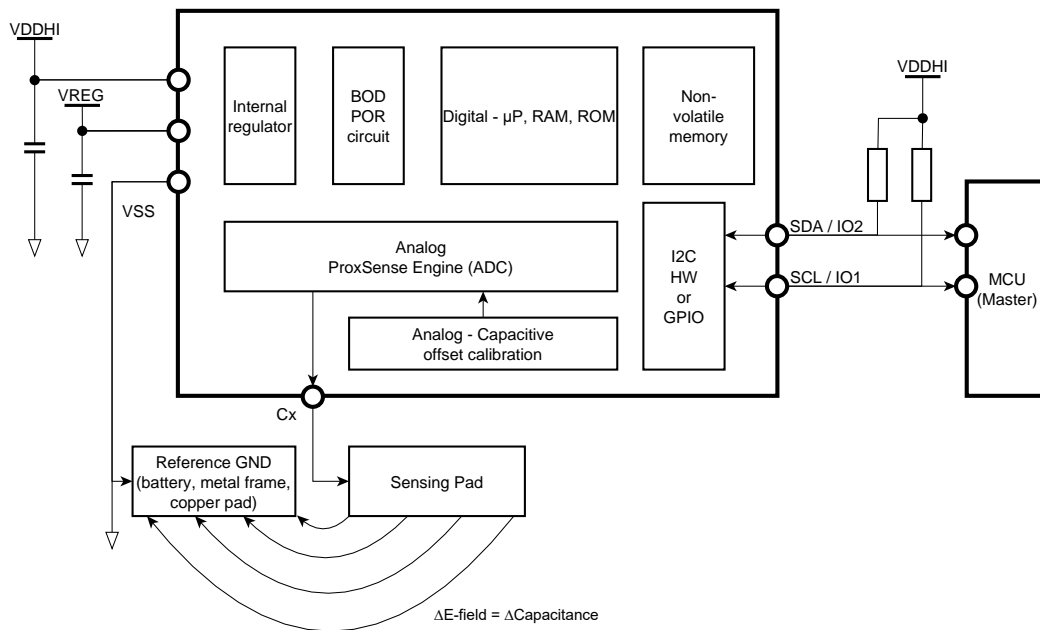 VDDHI
VREG
VSS
Internal
regulator
BOD
POR
circuit
Digital - µP, RAM, ROM
Non-
volatile
memory
Analog
ProxSense Engine (ADC)
Analog - Capacitive
offset calibration
I2C
HW
or
GPIO
VDDHI
SDA / IO2
SCL / IO1
MCU
(Master)
Cx
Reference GND
(battery, metal frame,
copper pad)
Sensing Pad
ΔE-field = ΔCapacitance